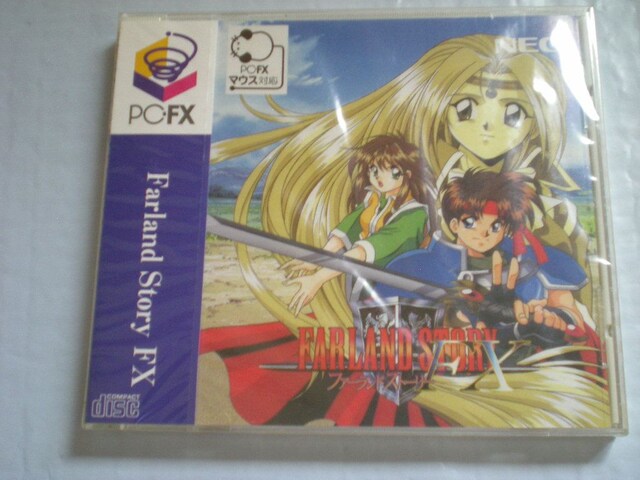 PC-FX
Farland Story FX
COMPACT
disc
PC-FX
マウス対応
NEC
FARLAND STORY
FX
ファーランドストーリー